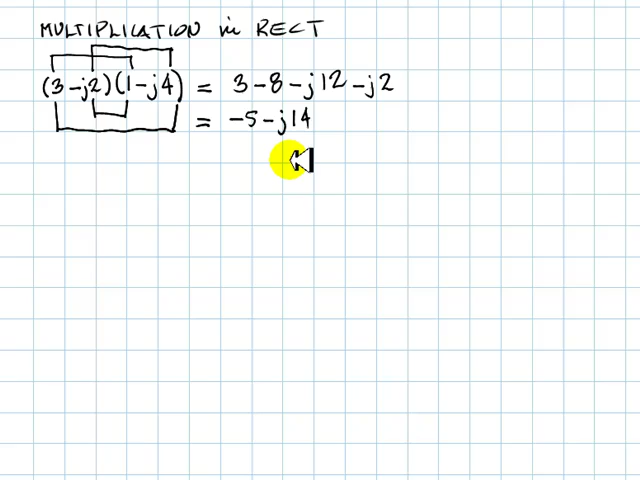 MULTIPLICATION in RECT
(3-j2)(1-j4) = 3-8-j12-j2
= -5-j14